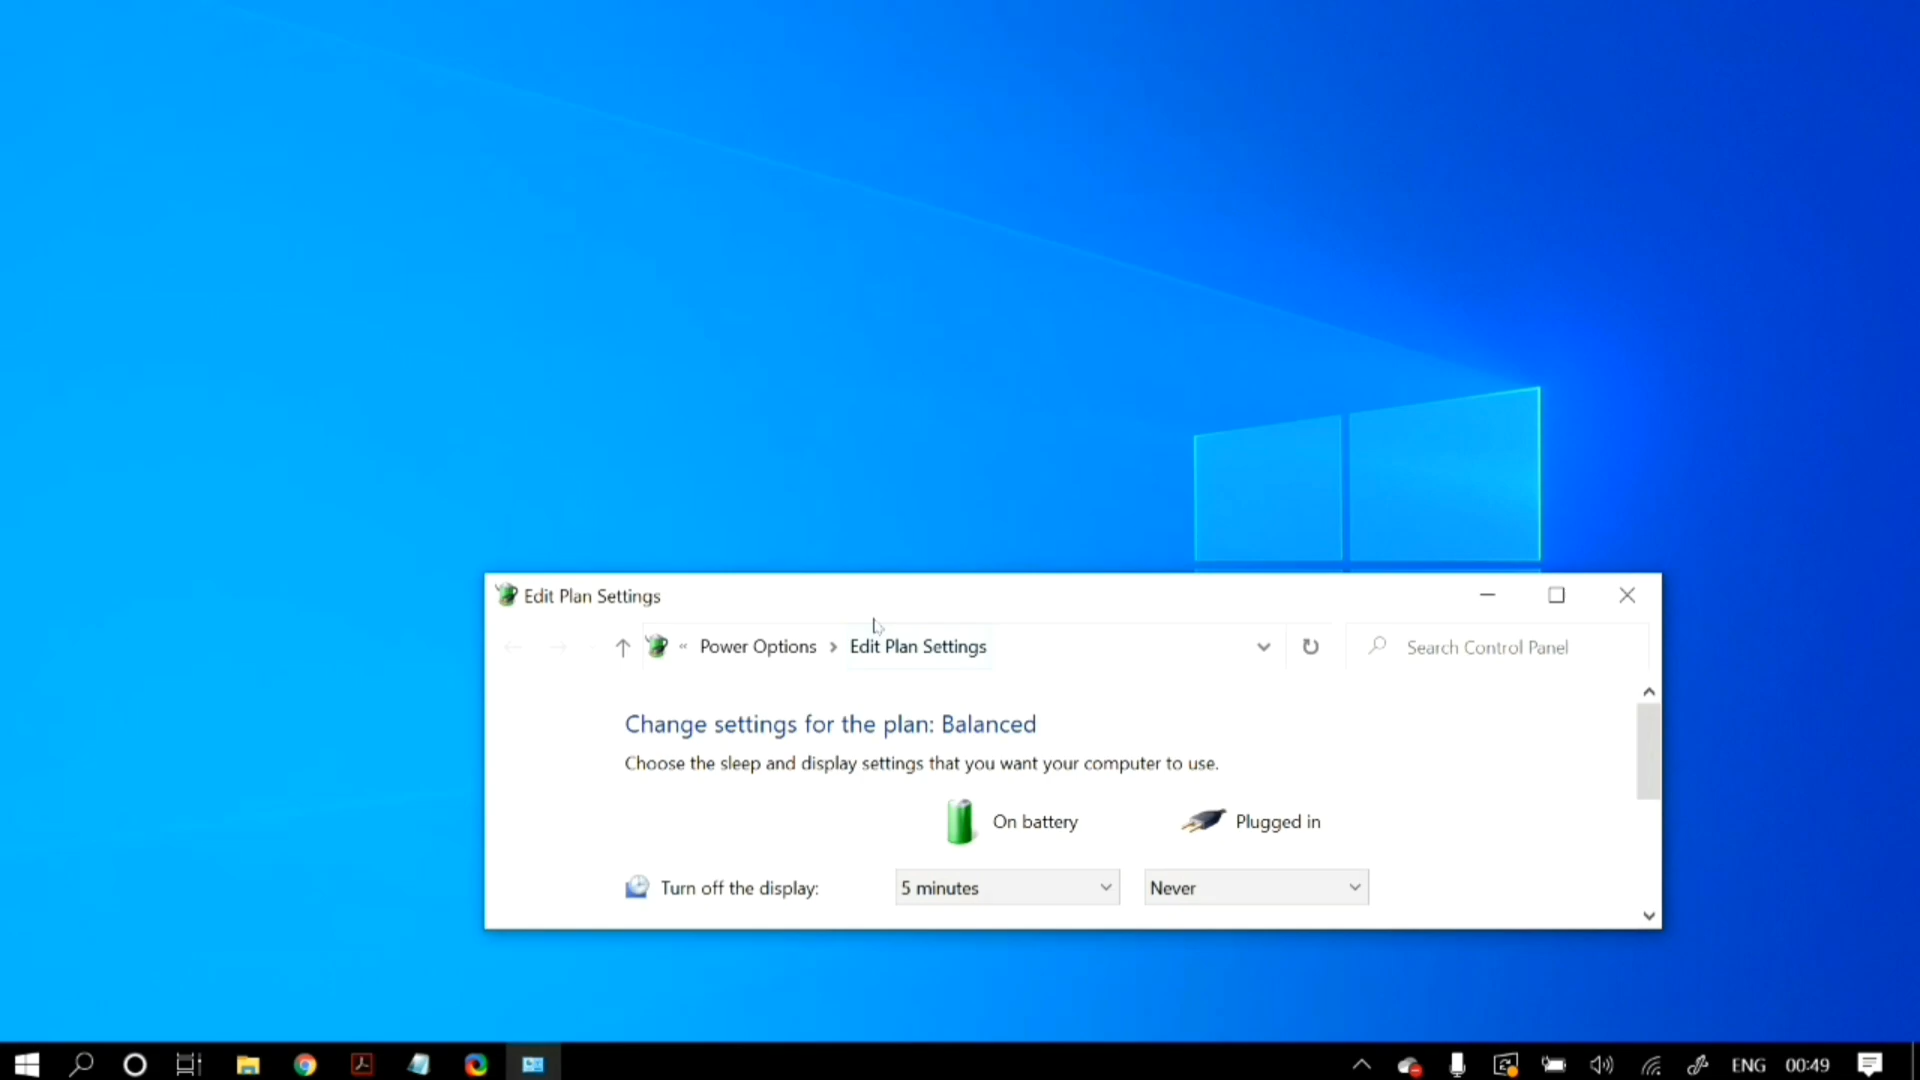 Edit Plan Settings
« Power Options > Edit Plan Settings
Search Control Panel
Change settings for the plan: Balanced
Choose the sleep and display settings that you want your computer to use.
On battery
Plugged in
Turn off the display:
5 minutes
Never
ENG
00:49